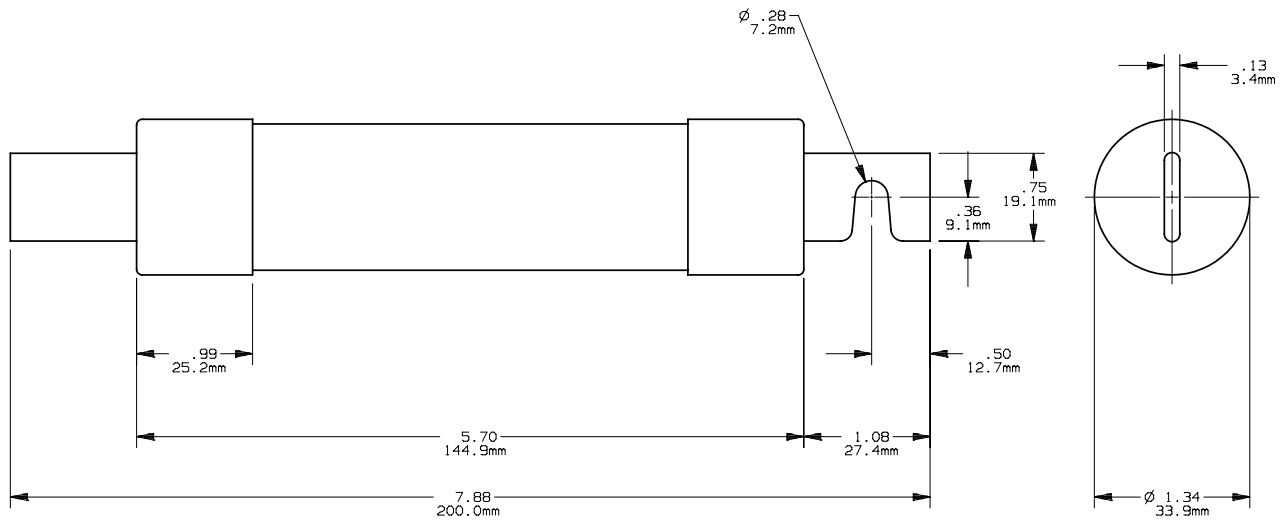 Ø .28
7.2mm
.13
3.4mm
.75
19.1mm
.36
9.1mm
.99
25.2mm
.50
12.7mm
5.70
144.9mm
1.08
27.4mm
7.88
200.0mm
Ø 1.34
33.9mm